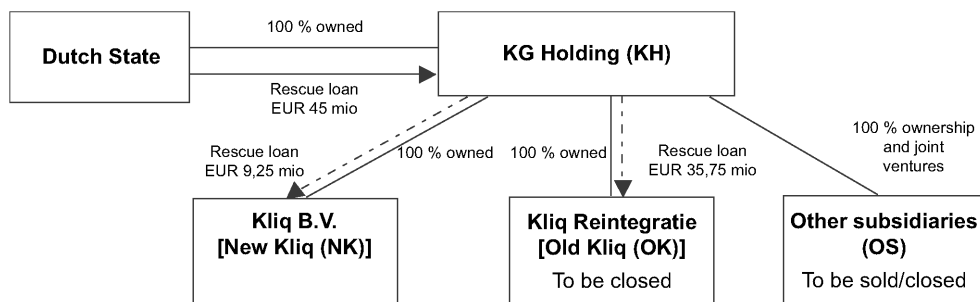 100 % owned
Dutch State
KG Holding (KH)
Rescue loan
EUR 45 mio
Rescue loan
EUR 9,25 mio
100 % owned
100 % owned
Rescue loan
EUR 35,75 mio
100 % ownership
and joint
ventures
Kliq B.V.
[New Kliq (NK)]
Kliq Reintegratie
[Old Kliq (OK)]
To be closed
Other subsidiaries
(OS)
To be sold/closed